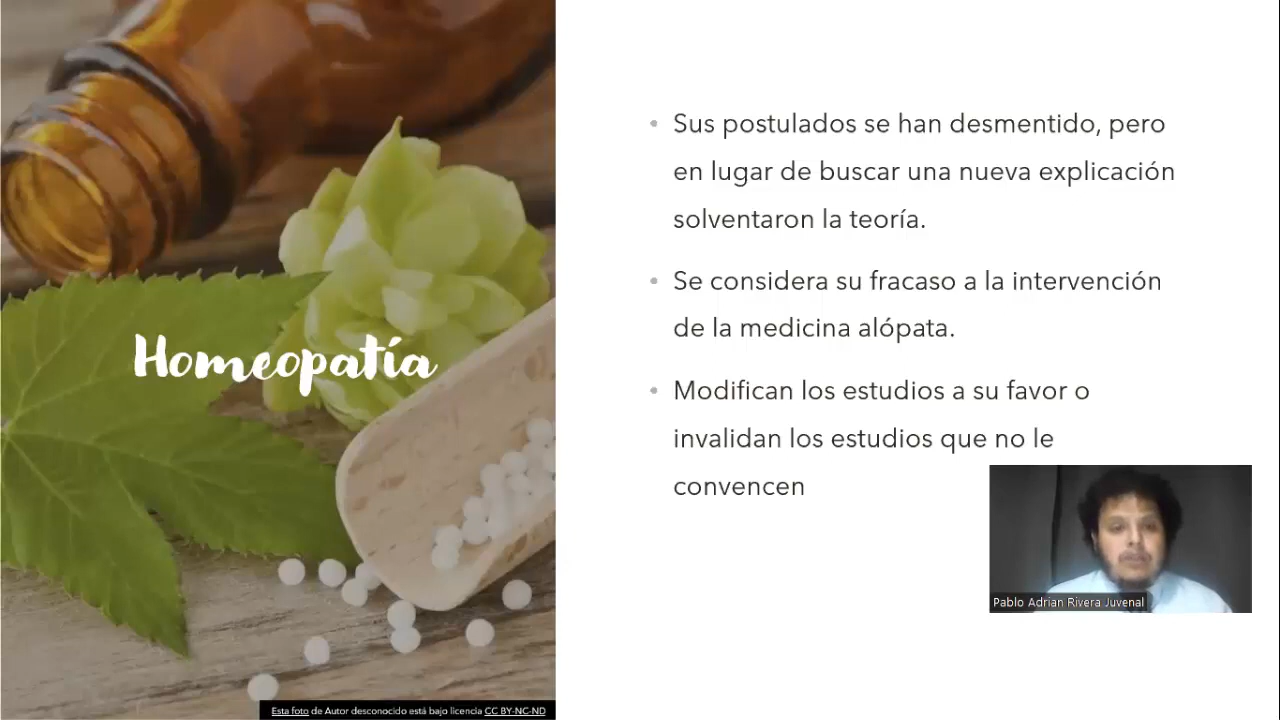 Homeopatía
Sus postulados se han desmentido, pero
en lugar de buscar una nueva explicación
solventaron la teoría.
Se considera su fracaso a la intervención
de la medicina alópata.
Modifican los estudios a su favor o
invalidan los estudios que no le
convencen
Pablo Adrian Rivera Juvenal
Esta foto de Autor desconocido está bajo licencia CC BY-NC-ND